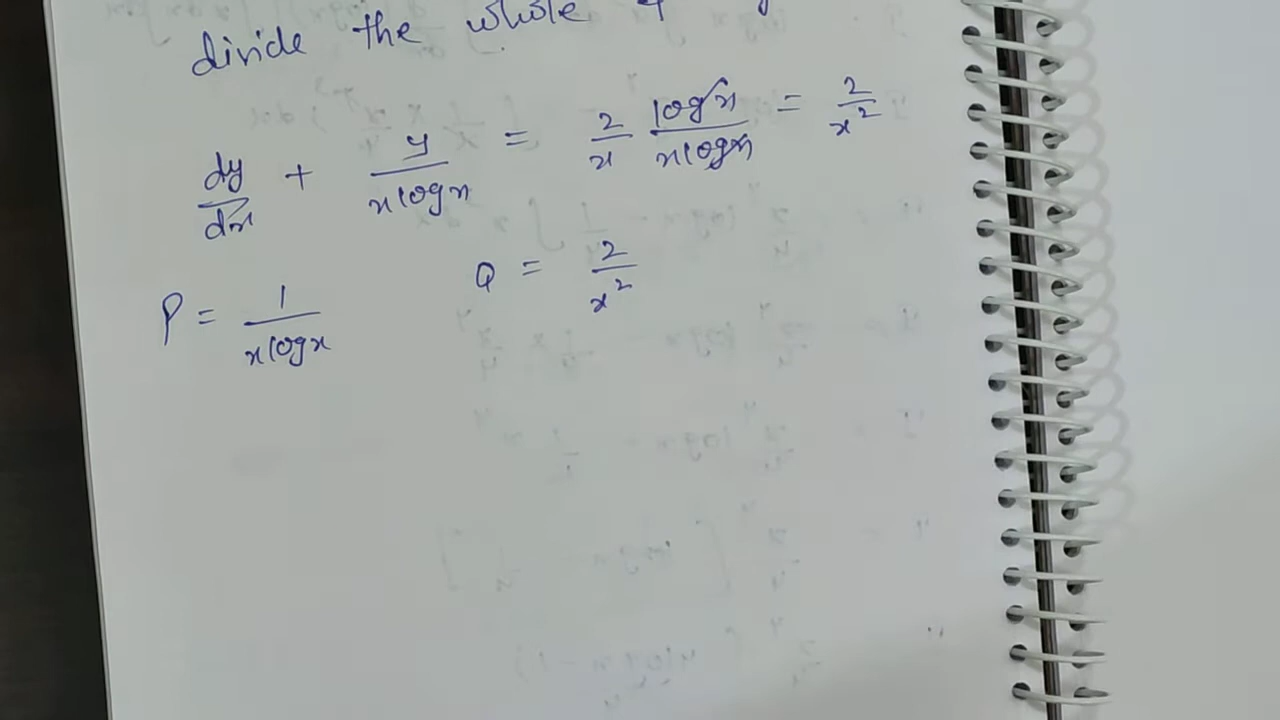 divide the whole
dy/dx + y/(x log x) = 2/x log x/(x log x) = 2/x²
P = 1/(x log x) Q = 2/x²